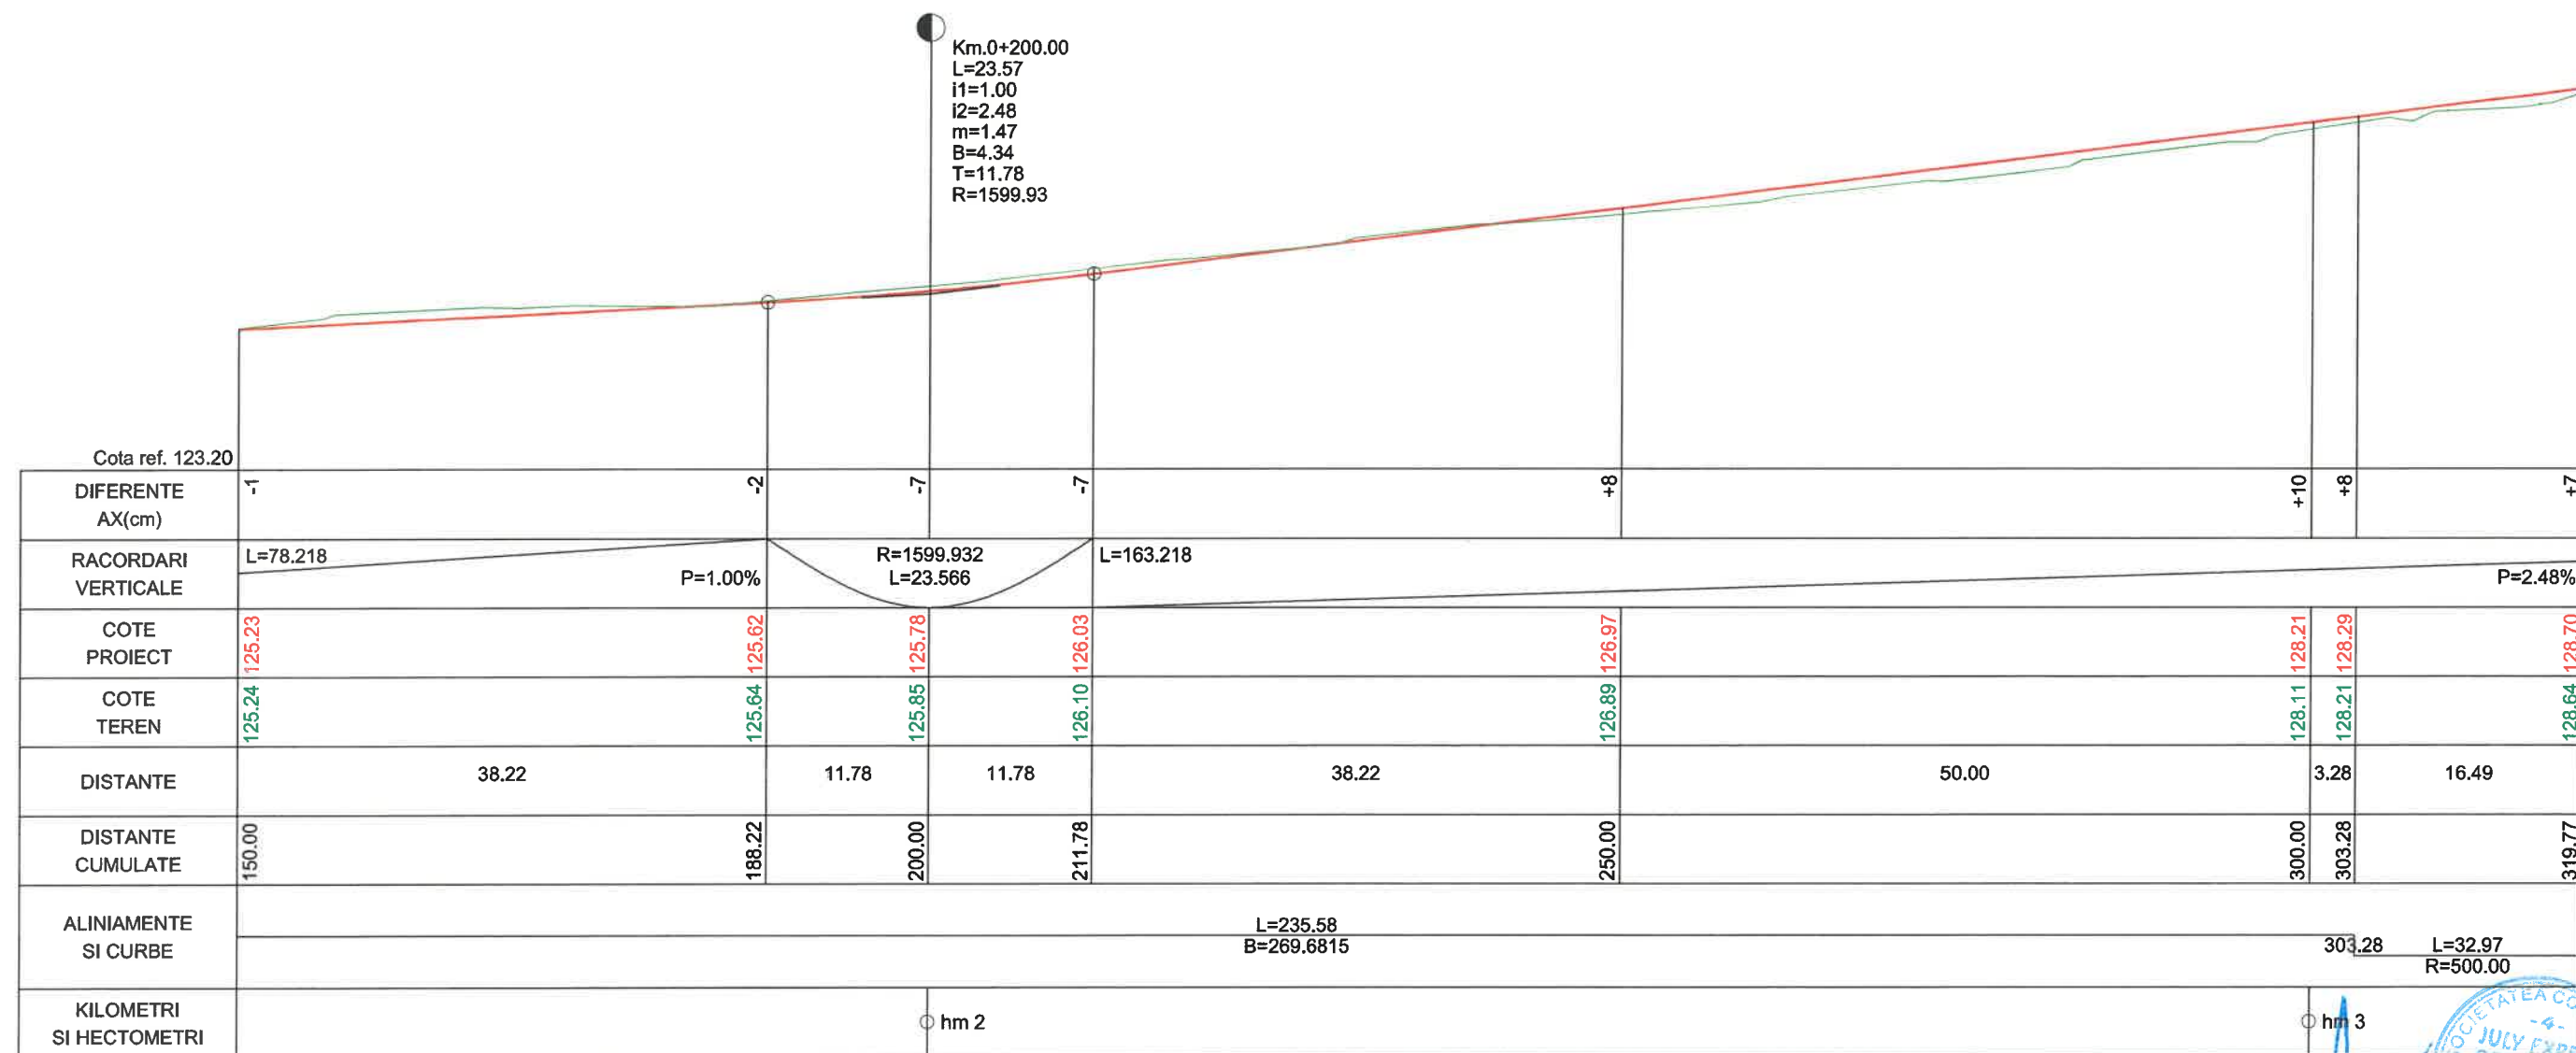 Km.0+200.00
L=23.57
i1=1.00
i2=2.48
m=1.47
B=4.34
T=11.78
R=1599.93
Cota ref. 123.20
DIFERENTE
AX(cm)
-1 -2 -7 -7 +8 +10 +8 +7
RACORDARI
VERTICALE
L=78.218
P=1.00%
R=1599.932
L=23.566
L=163.218
P=2.48%
COTE
PROIECT
125.23 125.62 125.78 126.03 126.97 128.21 128.29 128.70
COTE
TEREN
125.24 125.64 125.85 126.10 126.89 128.11 128.21 128.64
DISTANTE
38.22 11.78 11.78 38.22 50.00 3.28 16.49
DISTANTE
CUMULATE
150.00 188.22 200.00 211.78 250.00 300.00 303.28 319.77
ALINIAMENTE
SI CURBE
L=235.58
B=269.6815
303.28
L=32.97
R=500.00
KILOMETRI
SI HECTOMETRI
hm 2
hm 3
-4-
JULY